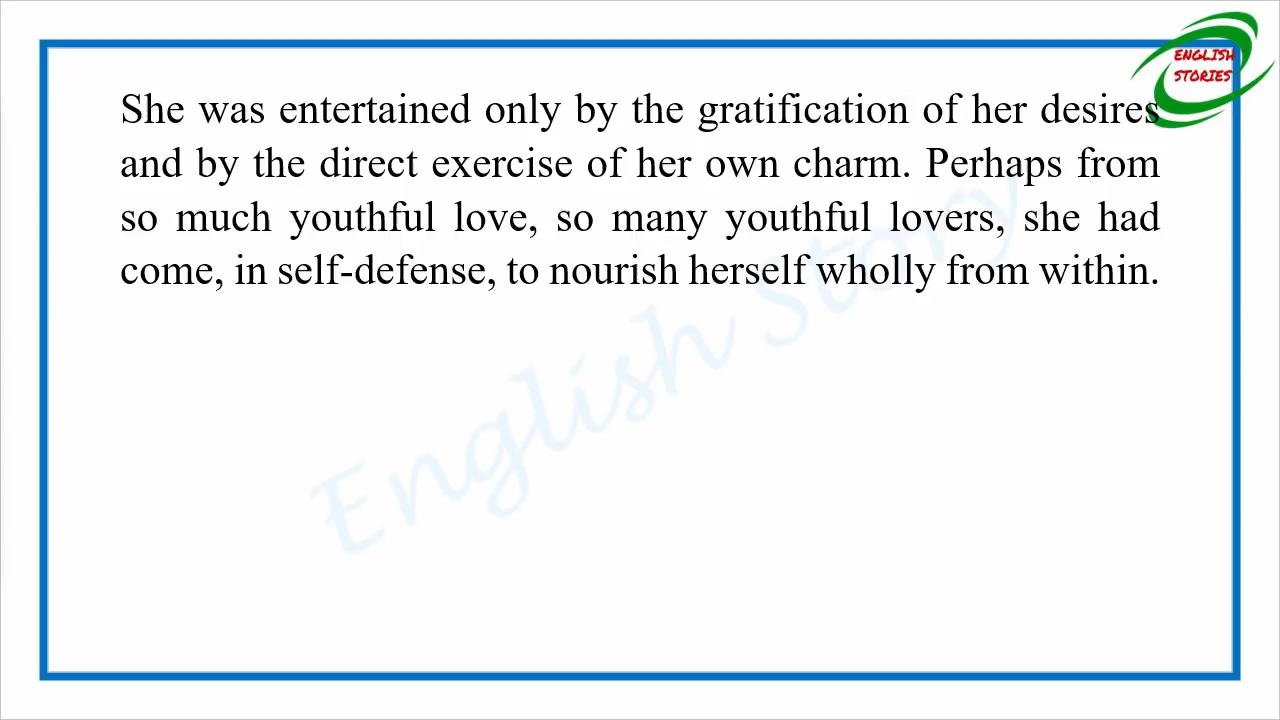 ENGLISH
STORIES
She was entertained only by the gratification of her desires
and by the direct exercise of her own charm. Perhaps from
so much youthful love, so many youthful lovers, she had
come, in self-defense, to nourish herself wholly from within.
English Story